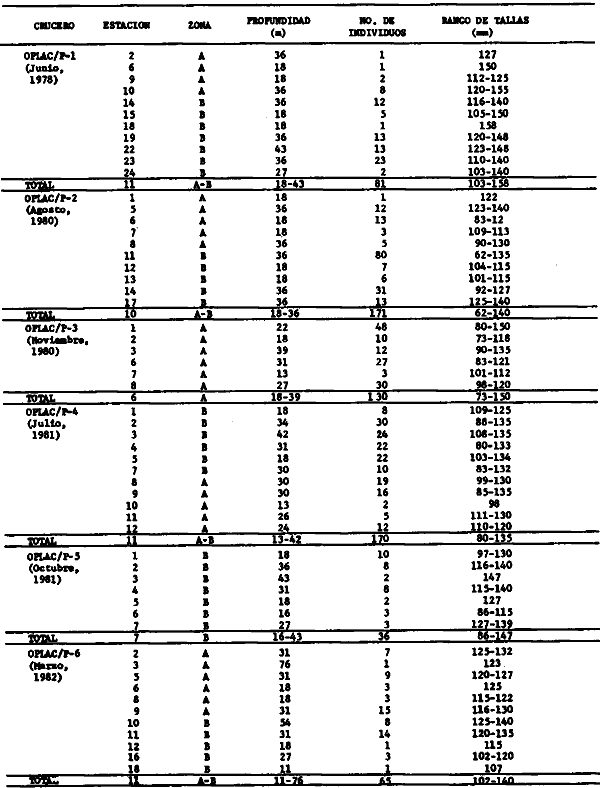 CRUCERO ESTACION ZONA PROFUNDIDAD NO. DE RANGO DE TALLAS
(m) INDIVIDUOS (mm)
OPLAC/P-1 2 A 36 1 127
(Junio, 6 A 18 1 150
1978) 9 A 18 2 112-125
10 A 36 8 120-155
14 B 36 12 116-140
15 B 18 5 105-150
18 B 18 1 158
19 B 36 13 120-148
22 B 43 13 123-148
23 B 36 23 110-140
24 B 27 2 103-140
TOTAL 11 A-B 18-43 81 103-158
OPLAC/P-2 1 A 18 1 122
(Agosto, 5 A 36 12 123-140
1980) 6 A 18 13 83-12
7 A 18 3 109-113
8 A 36 5 90-130
11 B 36 80 62-135
12 B 18 7 104-115
13 B 18 6 101-115
14 B 36 31 92-127
17 B 36 13 125-140
TOTAL 10 A-B 18-36 171 62-140
OPLAC/P-3 1 A 22 48 80-150
(Noviembre, 2 A 18 10 73-118
1980) 3 A 39 12 90-135
6 A 31 27 83-121
7 A 13 3 101-112
8 A 27 30 98-120
TOTAL 6 A 18-39 130 73-150
OPLAC/P-4 1 B 18 8 109-125
(Julio, 2 B 34 30 88-135
1981) 3 B 42 24 108-135
4 B 31 22 80-133
5 B 18 22 103-134
7 B 30 10 83-132
8 A 30 19 99-130
9 A 30 16 85-135
10 A 13 2 98
11 A 26 5 111-130
12 A 24 12 110-120
TOTAL 11 A-B 13-42 170 80-135
OPLAC/P-5 1 B 18 10 97-130
(Octubre, 2 B 36 8 116-140
1981) 3 B 43 2 147
4 B 31 8 115-140
5 B 18 2 127
6 B 16 3 86-115
7 B 27 3 127-139
TOTAL 7 B 16-43 36 86-147
OPLAC/P-6 2 A 31 7 125-132
(Marzo, 3 A 76 1 123
1982) 5 A 31 9 120-127
6 A 18 3 125
8 A 18 3 115-122
9 A 31 15 116-130
10 B 54 8 125-140
11 B 31 14 120-135
12 B 18 1 115
16 B 27 3 102-120
18 B 11 1 107
TOTAL 11 A-B 11-76 65 102-140